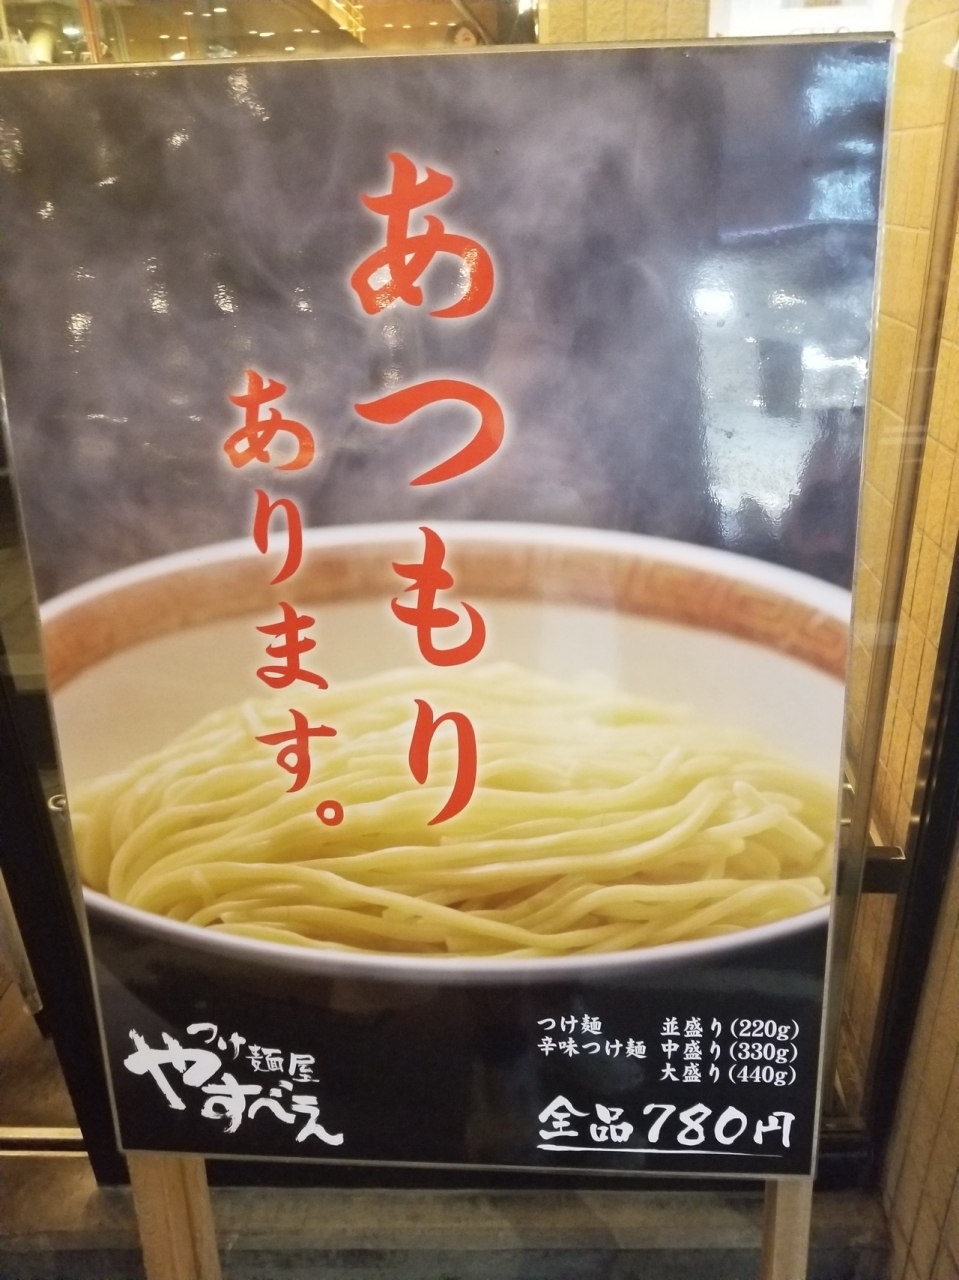 あつもり
あります。
つけ麺屋
やすべえ
つけ麺 並盛り(220g)
辛味つけ麺 中盛り(330g)
大盛り(440g)
全品780円